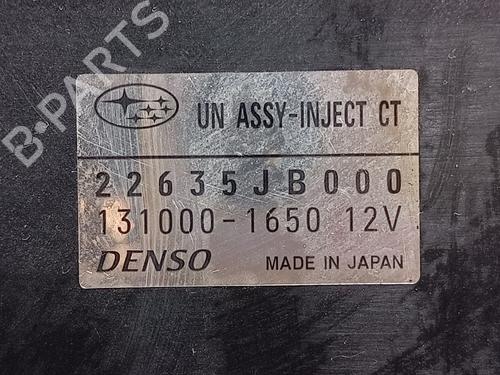 B-PARTS
UN ASSY-INJECT CT
22635JB000
131000-1650 12V
DENSO MADE IN JAPAN